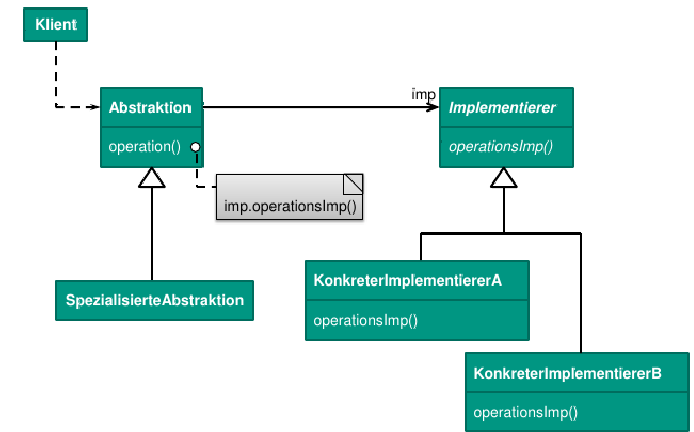 Klient
Abstraktion
operation()
imp
Implementierer
operationsImp()
imp.operationsImp()
SpezialisierteAbstraktion
KonkreterImplementiererA
operationsImp()
KonkreterImplementiererB
operationsImp()